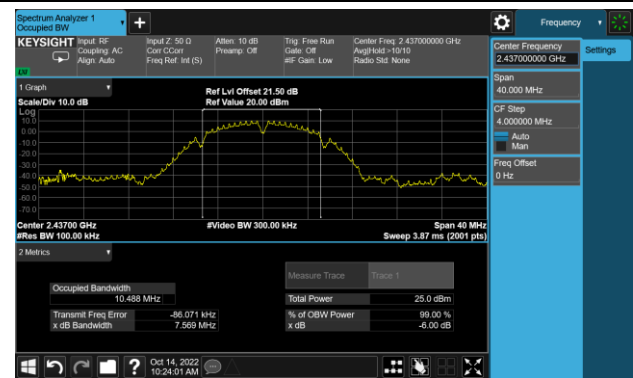 Spectrum Analyzer 1
Occupied BW
Frequency
KEYSIGHT
Input: RF
Coupling: AC
Align: Auto
Input Z: 50 Ω
Corr CCorr
Freq Ref: Int (S)
Atten: 10 dB
Preamp: Off
Trig: Free Run
Gate: Off
#IF Gain: Low
Center Freq: 2.437000000 GHz
Avg|Hold:>10/10
Radio Std: None
Center Frequency
2.437000000 GHz
Settings
Span
40.000 MHz
CF Step
4.000000 MHz
Auto
Man
Freq Offset
0 Hz
1 Graph
Scale/Div 10.0 dB
Ref Lvl Offset 21.50 dB
Ref Value 20.00 dBm
Log
10.0
0.00
-10.0
-20.0
-30.0
-40.0
-50.0
-60.0
-70.0
Center 2.43700 GHz
#Res BW 100.00 kHz
#Video BW 300.00 kHz
Span 40 MHz
Sweep 3.87 ms (2001 pts)
2 Metrics
Measure Trace
Trace 1
Occupied Bandwidth
10.488 MHz
Total Power
25.0 dBm
Transmit Freq Error
-86.071 kHz
% of OBW Power
99.00 %
x dB Bandwidth
7.569 MHz
x dB
-6.00 dB
?
Oct 14, 2022
10:24:01 AM